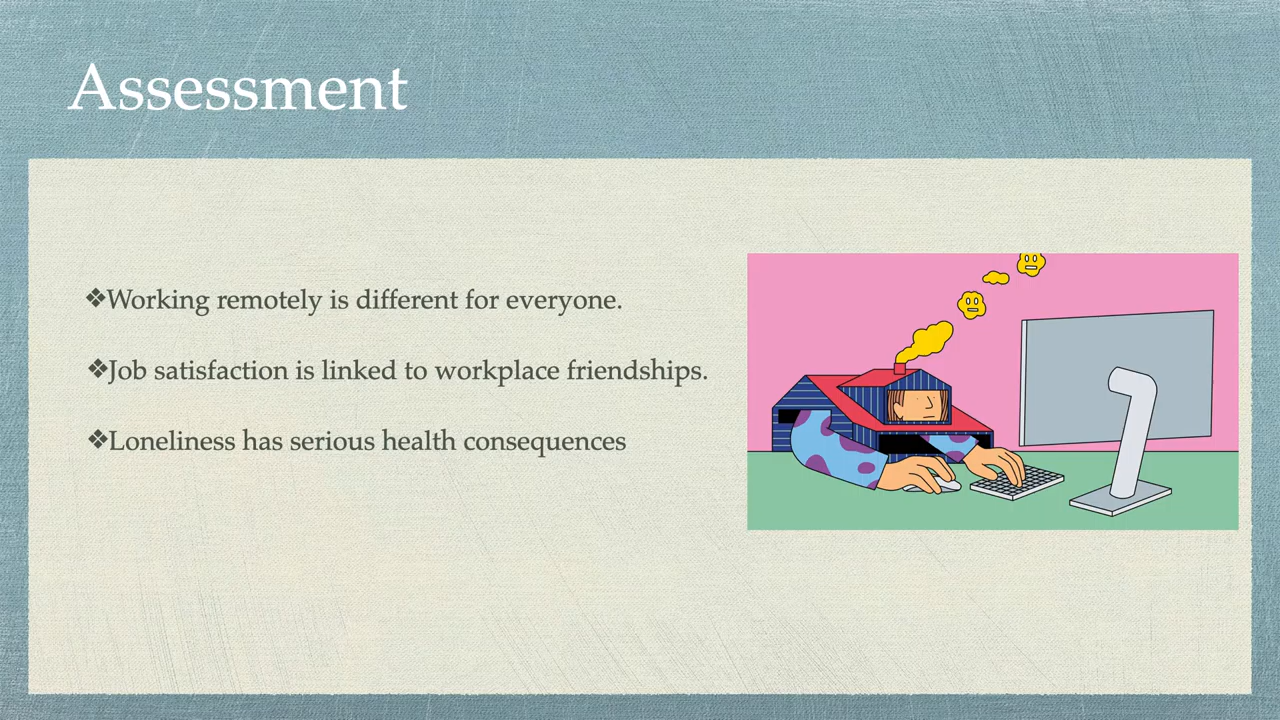 Assessment
❖Working remotely is different for everyone.
❖Job satisfaction is linked to workplace friendships.
❖Loneliness has serious health consequences